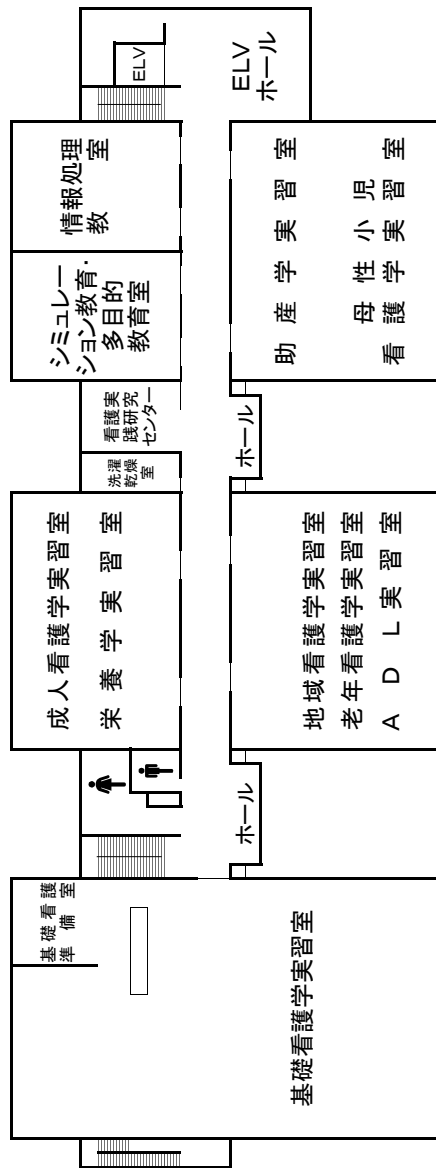 ELV
ELV
ホール
情報処理
教室
シミュレー
ション教育・
多目的
教育室
助産学実習室
母性小児
看護学実習室
看護実
践研究
センター
洗濯
乾燥
室
ホール
成人看護学実習室
栄養学実習室
地域看護学実習室
老年看護学実習室
ADL実習室
ホール
基礎看護
準備室
基礎看護学実習室